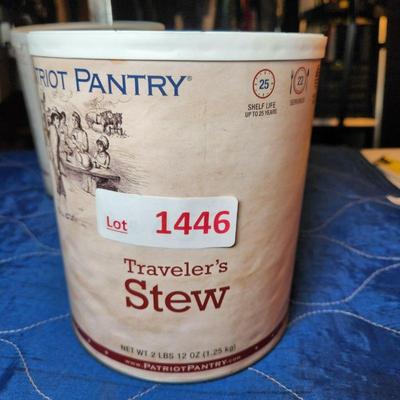 TRIOT PANTRY®
25
SHELF LIFE
UP TO 25 YEARS
22
SERVINGS
Lot 1446
Traveler's
Stew
NET WT 2 LBS 12 OZ (1.25 kg)
www.PATRIOTPANTRY.com